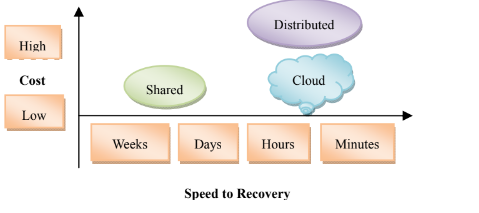 Distributed
High
Cost
Cloud
Shared
Low
Weeks Days Hours Minutes
Speed to Recovery